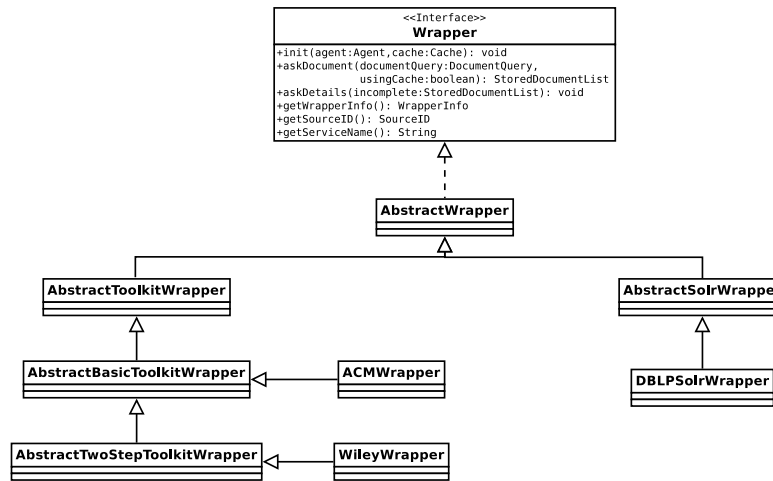 <<Interface>>
Wrapper
+init(agent:Agent,cache:Cache): void
+askDocument(documentQuery:DocumentQuery,
usingCache:boolean): StoredDocumentList
+askDetails(incomplete:StoredDocumentList): void
+getWrapperInfo(): WrapperInfo
+getSourceID(): SourceID
+getServiceName(): String
AbstractWrapper
AbstractToolkitWrapper
AbstractSolrWrapper
AbstractBasicToolkitWrapper
ACMWrapper
DBLPSolrWrapper
AbstractTwoStepToolkitWrapper
WileyWrapper